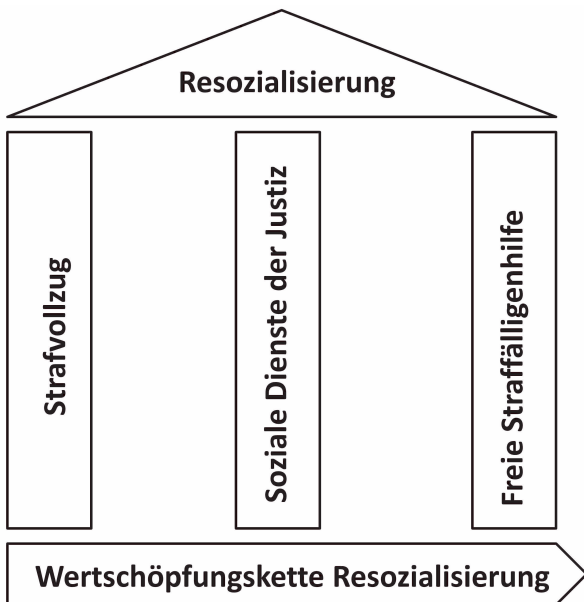 Resozialisierung
Strafvollzug
Soziale Dienste der Justiz
Freie Straffälligenhilfe
Wertschöpfungskette Resozialisierung